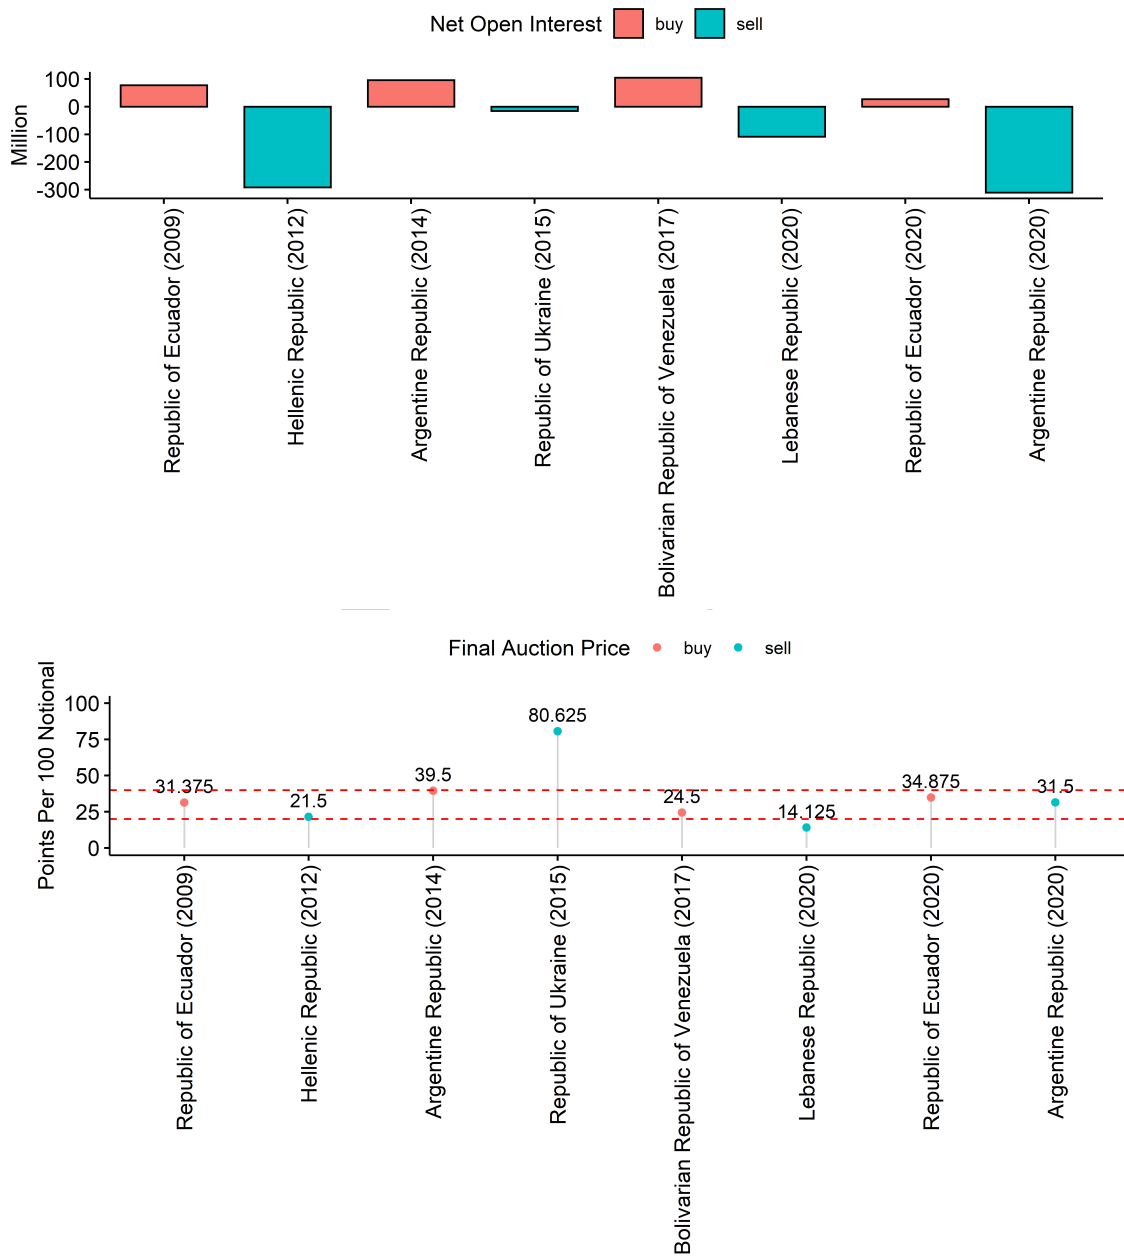 Net Open Interest buy sell
Million
100
0
-100
-200
-300
Republic of Ecuador (2009)
Hellenic Republic (2012)
Argentine Republic (2014)
Republic of Ukraine (2015)
Bolivarian Republic of Venezuela (2017)
Lebanese Republic (2020)
Republic of Ecuador (2020)
Argentine Republic (2020)
Final Auction Price buy sell
Points Per 100 Notional
100
75
50
25
0
31.375
21.5
39.5
80.625
24.5
14.125
34.875
31.5
Republic of Ecuador (2009)
Hellenic Republic (2012)
Argentine Republic (2014)
Republic of Ukraine (2015)
Bolivarian Republic of Venezuela (2017)
Lebanese Republic (2020)
Republic of Ecuador (2020)
Argentine Republic (2020)